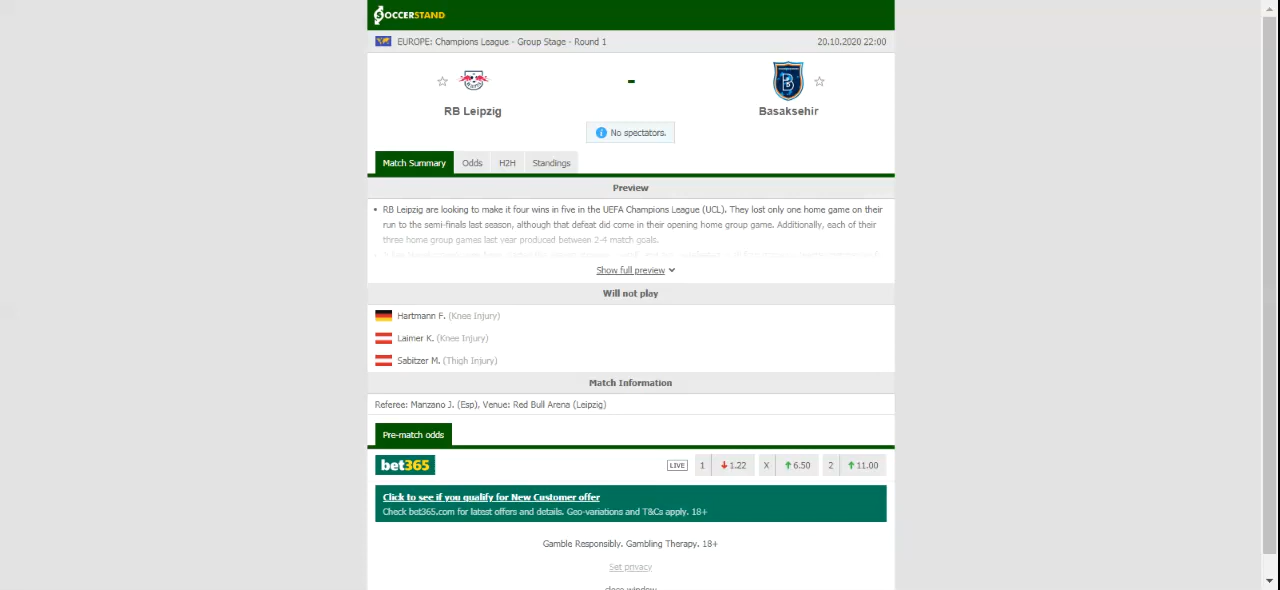 SOCCERSTAND
EUROPE: Champions League - Group Stage - Round 1 20.10.2020 22:00
-
RB Leipzig Basaksehir
No spectators.
Match Summary Odds H2H Standings
Preview
• RB Leipzig are looking to make it four wins in five in the UEFA Champions League (UCL). They lost only one home game on their
run to the semi-finals last season, although that defeat did come in their opening home group game. Additionally, each of their
three home group games last year produced between 2-4 match goals.
Show full preview
Will not play
Hartmann F. (Knee Injury)
Laimer K. (Knee Injury)
Sabitzer M. (Thigh Injury)
Match Information
Referee: Manzano J. (Esp), Venue: Red Bull Arena (Leipzig)
Pre-match odds
bet365 LIVE 1 1.22 X 6.50 2 11.00
Click to see if you qualify for New Customer offer
Check bet365.com for latest offers and details. Geo-variations and T&Cs apply. 18+
Gamble Responsibly. Gambling Therapy. 18+
Set privacy
close window